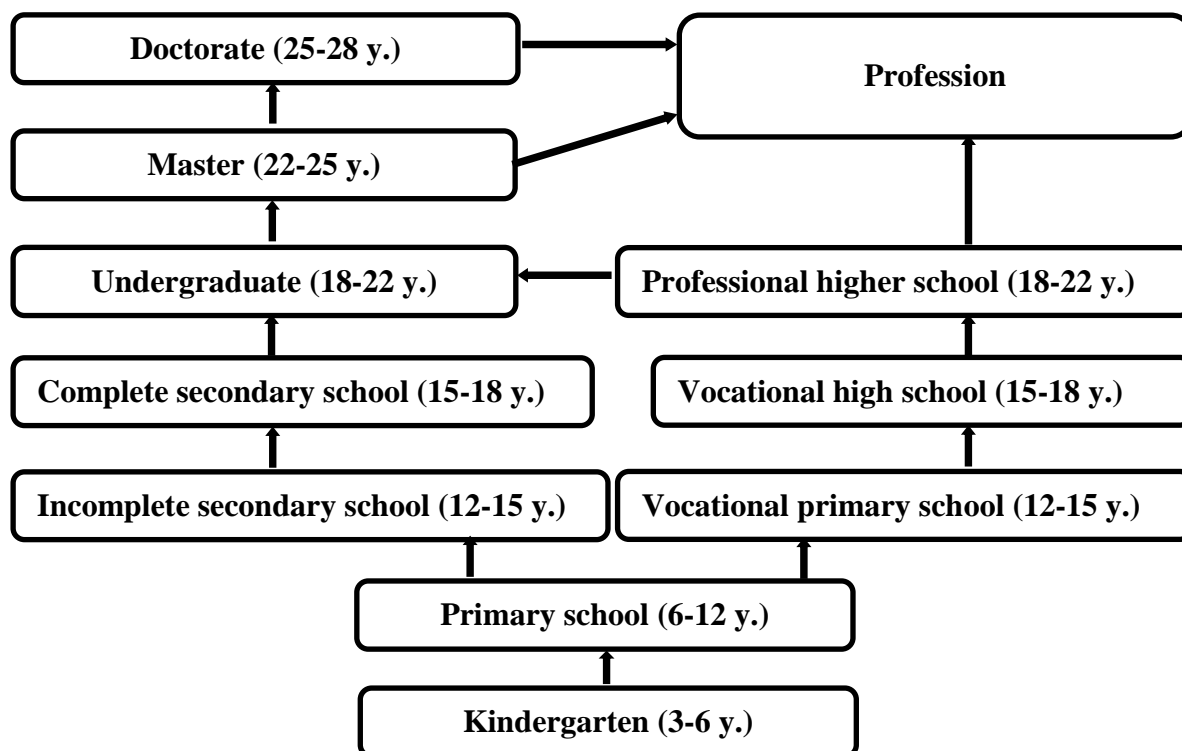 Doctorate (25-28 y.)
Profession
Master (22-25 y.)
Undergraduate (18-22 y.)
Professional higher school (18-22 y.)
Complete secondary school (15-18 y.)
Vocational high school (15-18 y.)
Incomplete secondary school (12-15 y.)
Vocational primary school (12-15 y.)
Primary school (6-12 y.)
Kindergarten (3-6 y.)